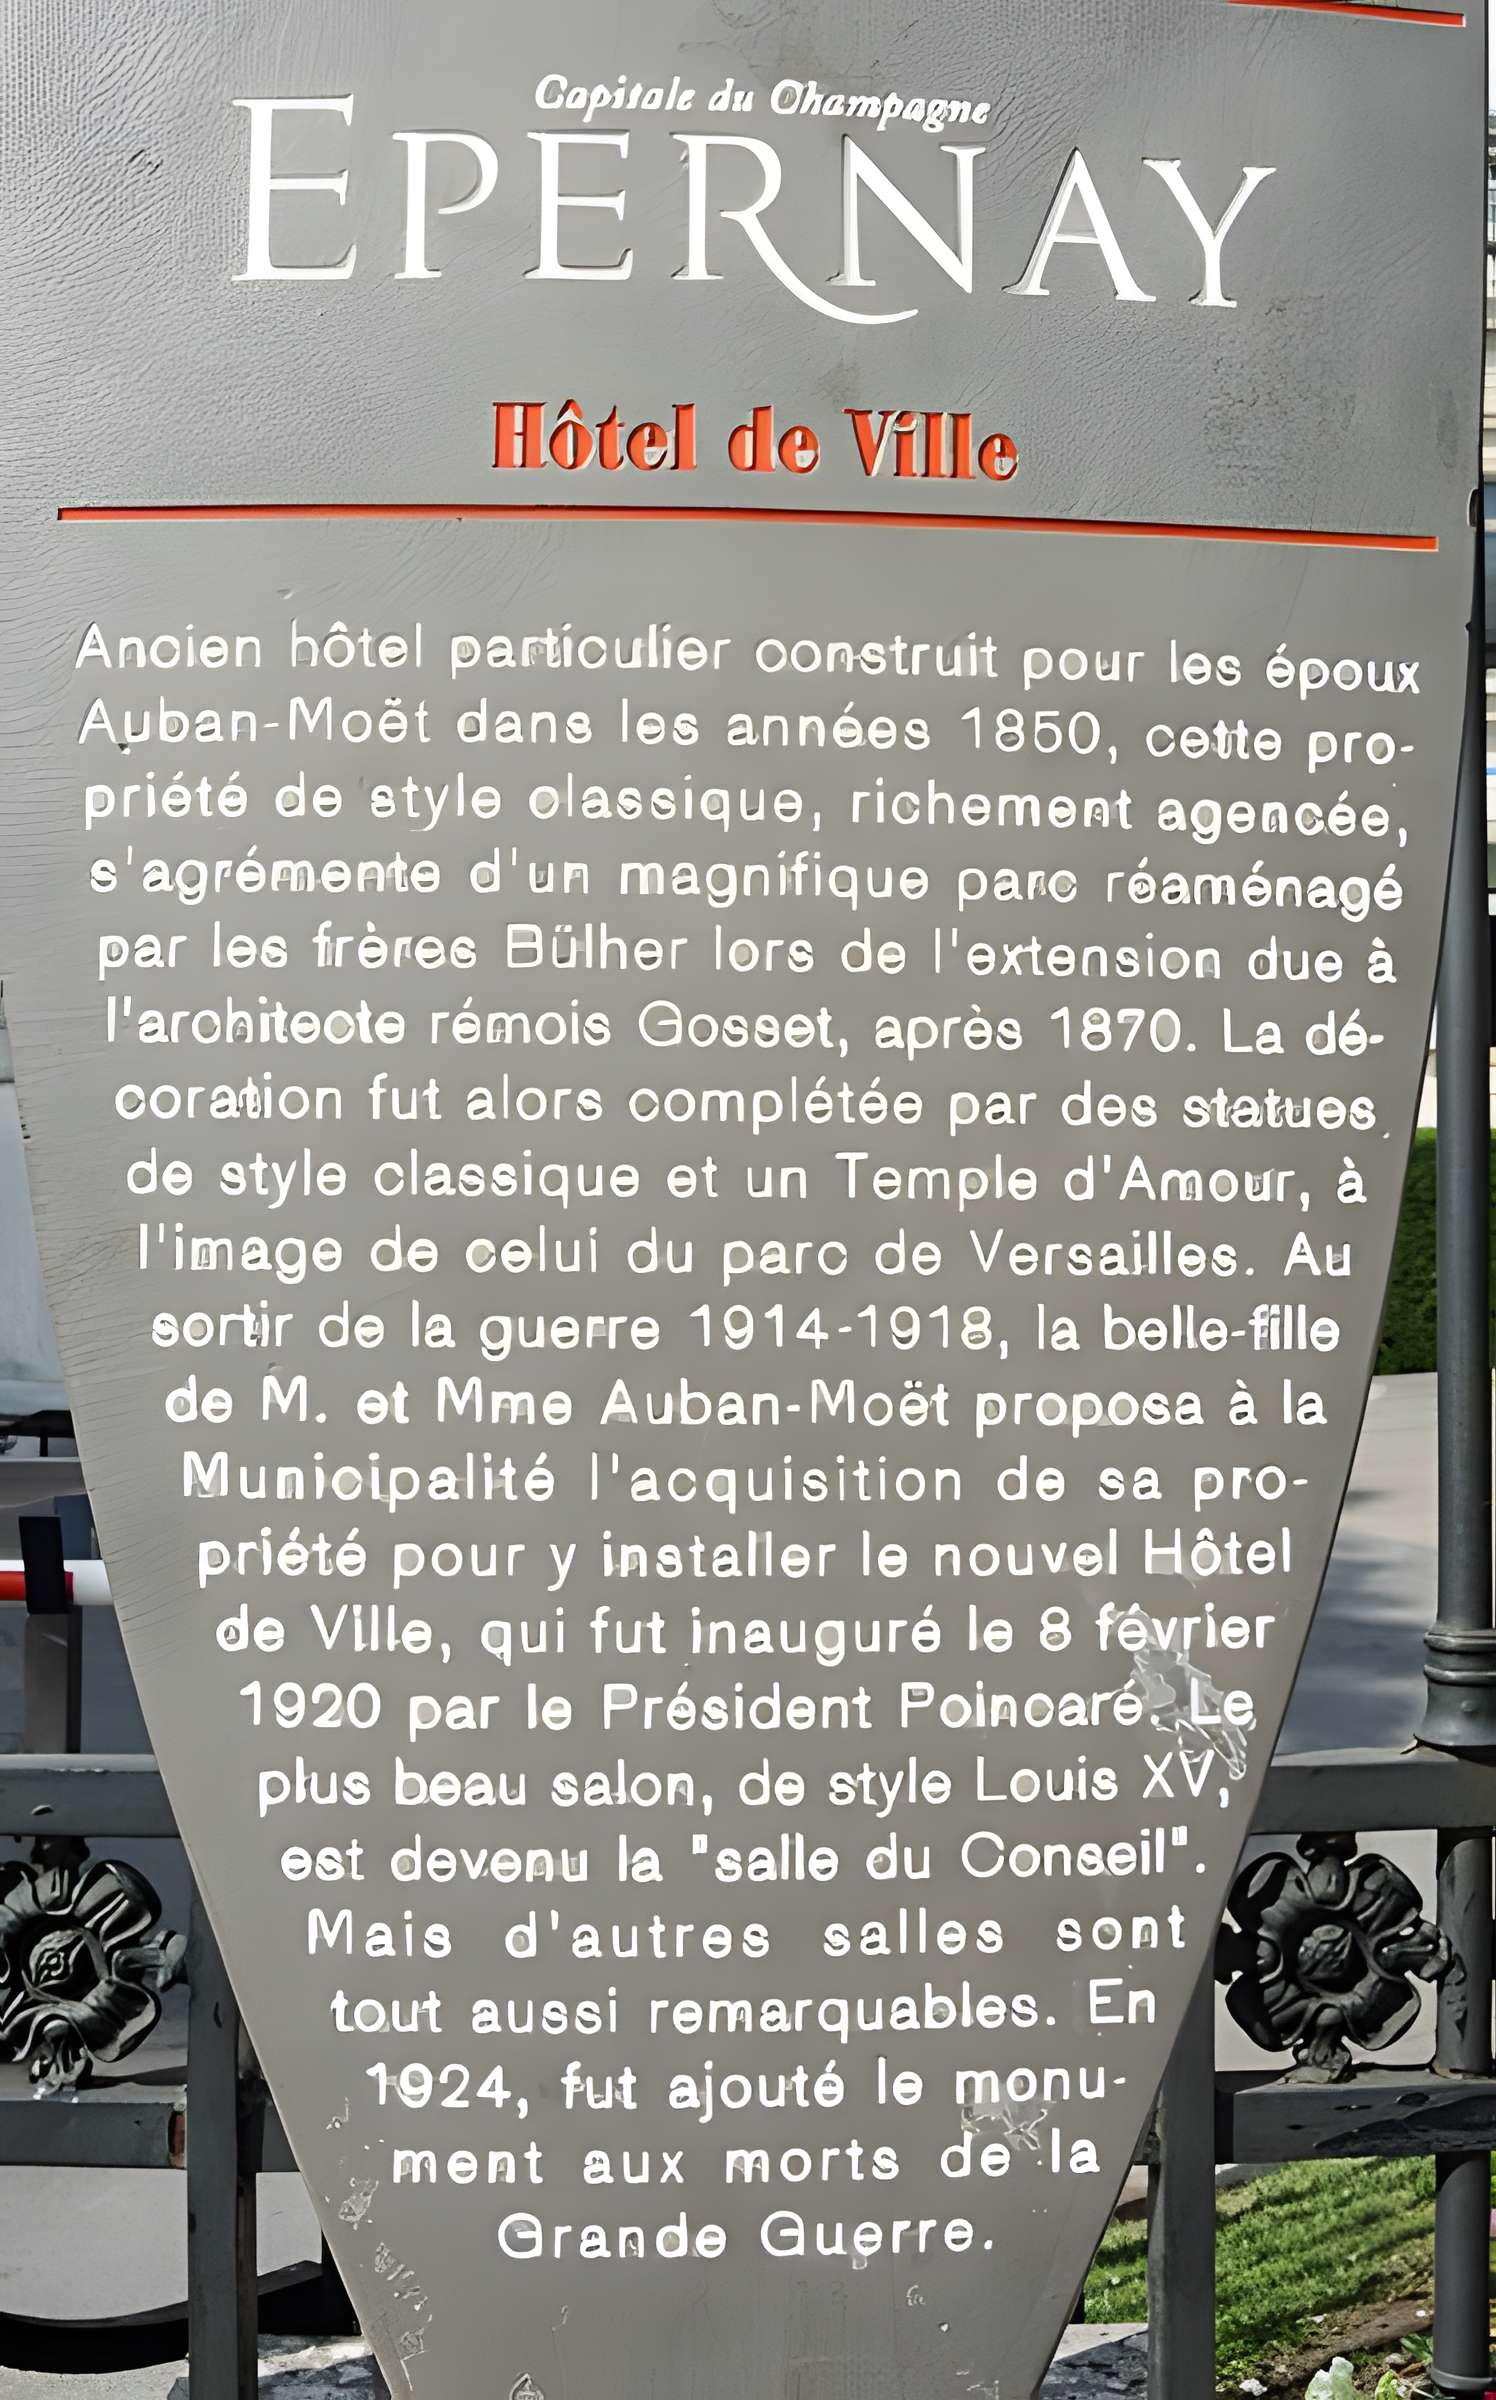 Capitale du Champagne
EPERNAY
Hôtel de Ville
Ancien hôtel particulier construit pour les époux
Auban-Moët dans les années 1850, cette pro-
priété de style classique, richement agencée,
s'agrémente d'un magnifique parc réaménagé
par les frères Bülher lors de l'extension due à
l'architecte rémois Gosset, après 1870. La dé-
coration fut alors complétée par des statues
de style classique et un Temple d'Amour, à
l'image de celui du parc de Versailles. Au
sortir de la guerre 1914-1918, la belle-fille
de M. et Mme Auban-Moët proposa à la
Municipalité l'acquisition de sa pro-
priété pour y installer le nouvel Hôtel
de Ville, qui fut inauguré le 8 février
1920 par le Président Poincaré. Le
plus beau salon, de style Louis XV,
est devenu la "salle du Conseil".
Mais d'autres salles sont
tout aussi remarquables. En
1924, fut ajouté le monu-
ment aux morts de la
Grande Guerre.